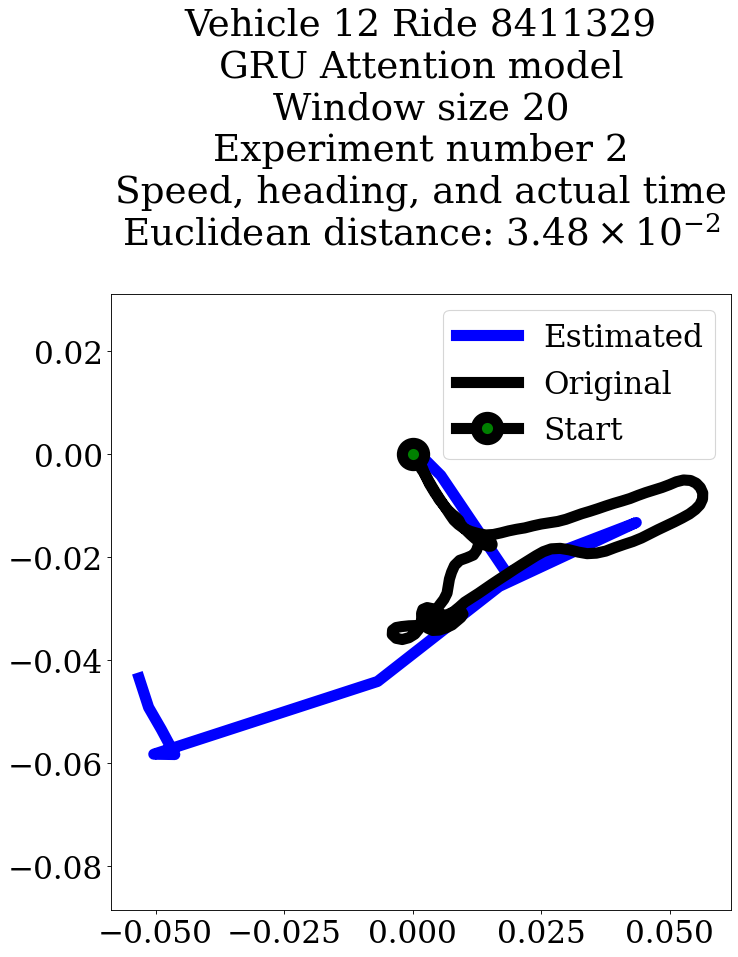 Vehicle 12 Ride 8411329
GRU Attention model
Window size 20
Experiment number 2
Speed, heading, and actual time
Euclidean distance: 3.48 × 10⁻²
Estimated
Original
Start
0.02
0.00
−0.02
−0.04
−0.06
−0.08
−0.050 −0.025 0.000 0.025 0.050